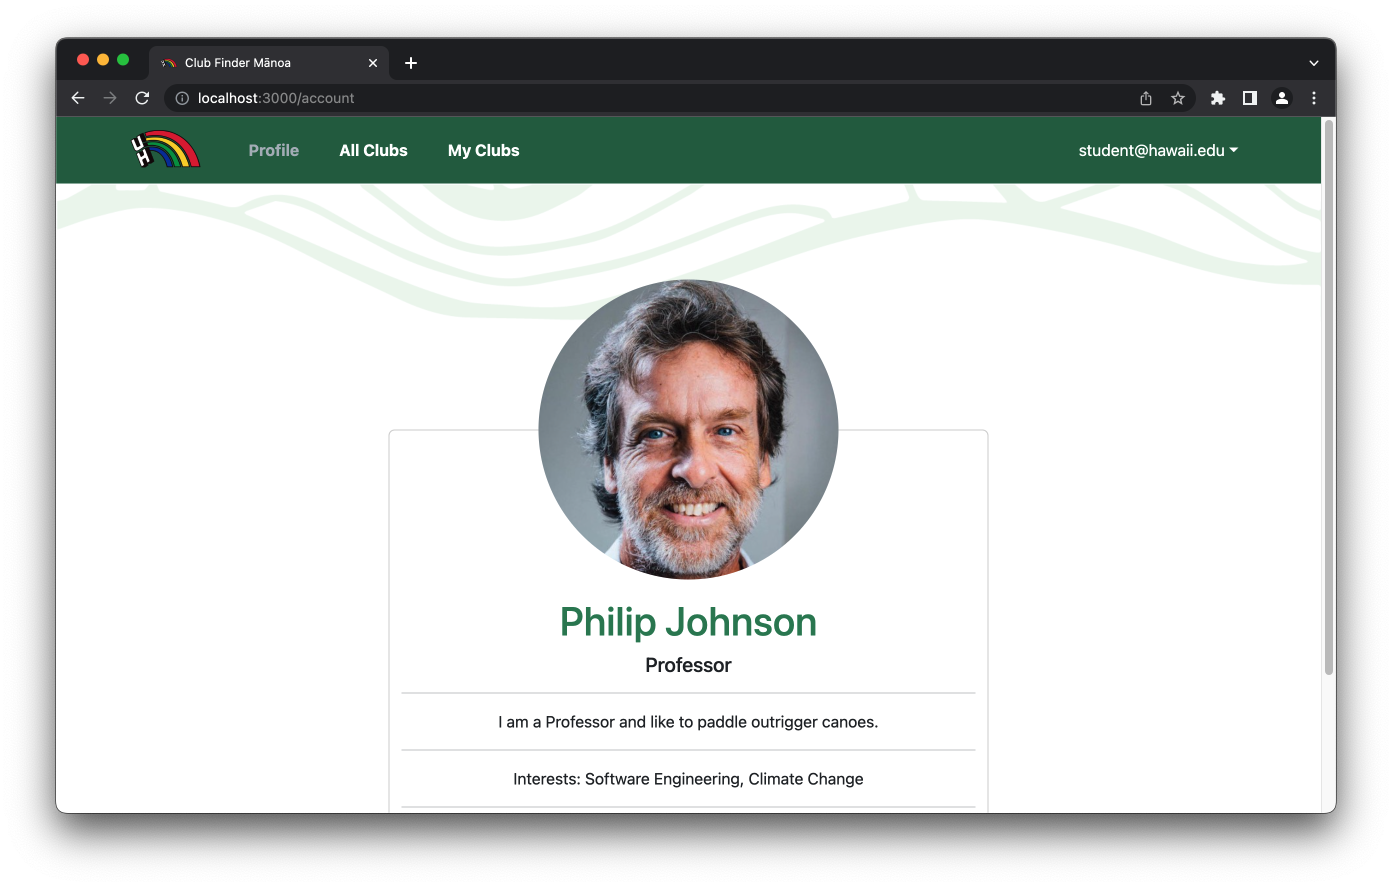 Club Finder Mānoa
localhost:3000/account
UH
Profile
All Clubs
My Clubs
student@hawaii.edu
Philip Johnson
Professor
I am a Professor and like to paddle outrigger canoes.
Interests: Software Engineering, Climate Change